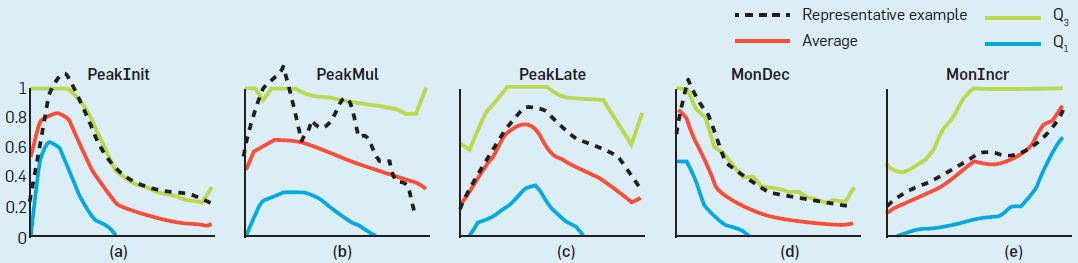 Representative example
Q3
Average
Q1
PeakInit
PeakMul
PeakLate
MonDec
MonIncr
1
0.8
0.6
0.4
0.2
0
(a)
(b)
(c)
(d)
(e)